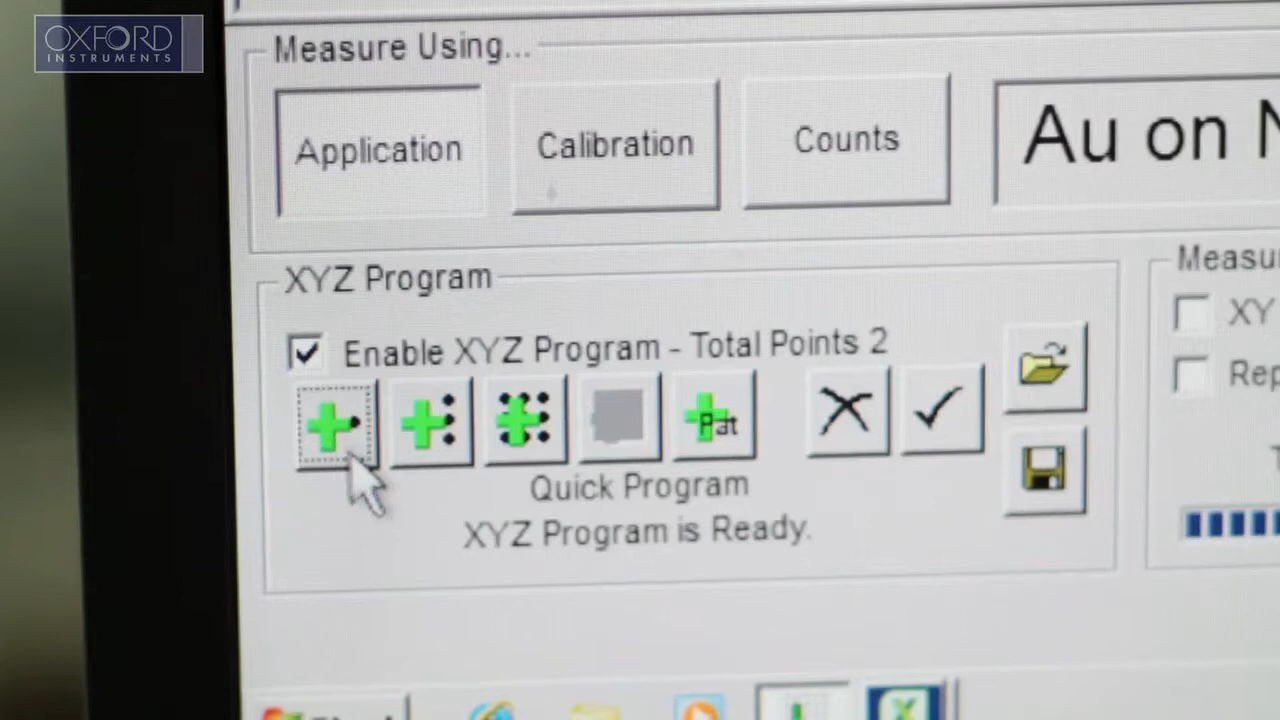 OXFORD
INSTRUMENTS
Measure Using...
Application
Calibration
Counts
Au on
XYZ Program
Enable XYZ Program - Total Points 2
Pat
Quick Program
XYZ Program is Ready.
XY